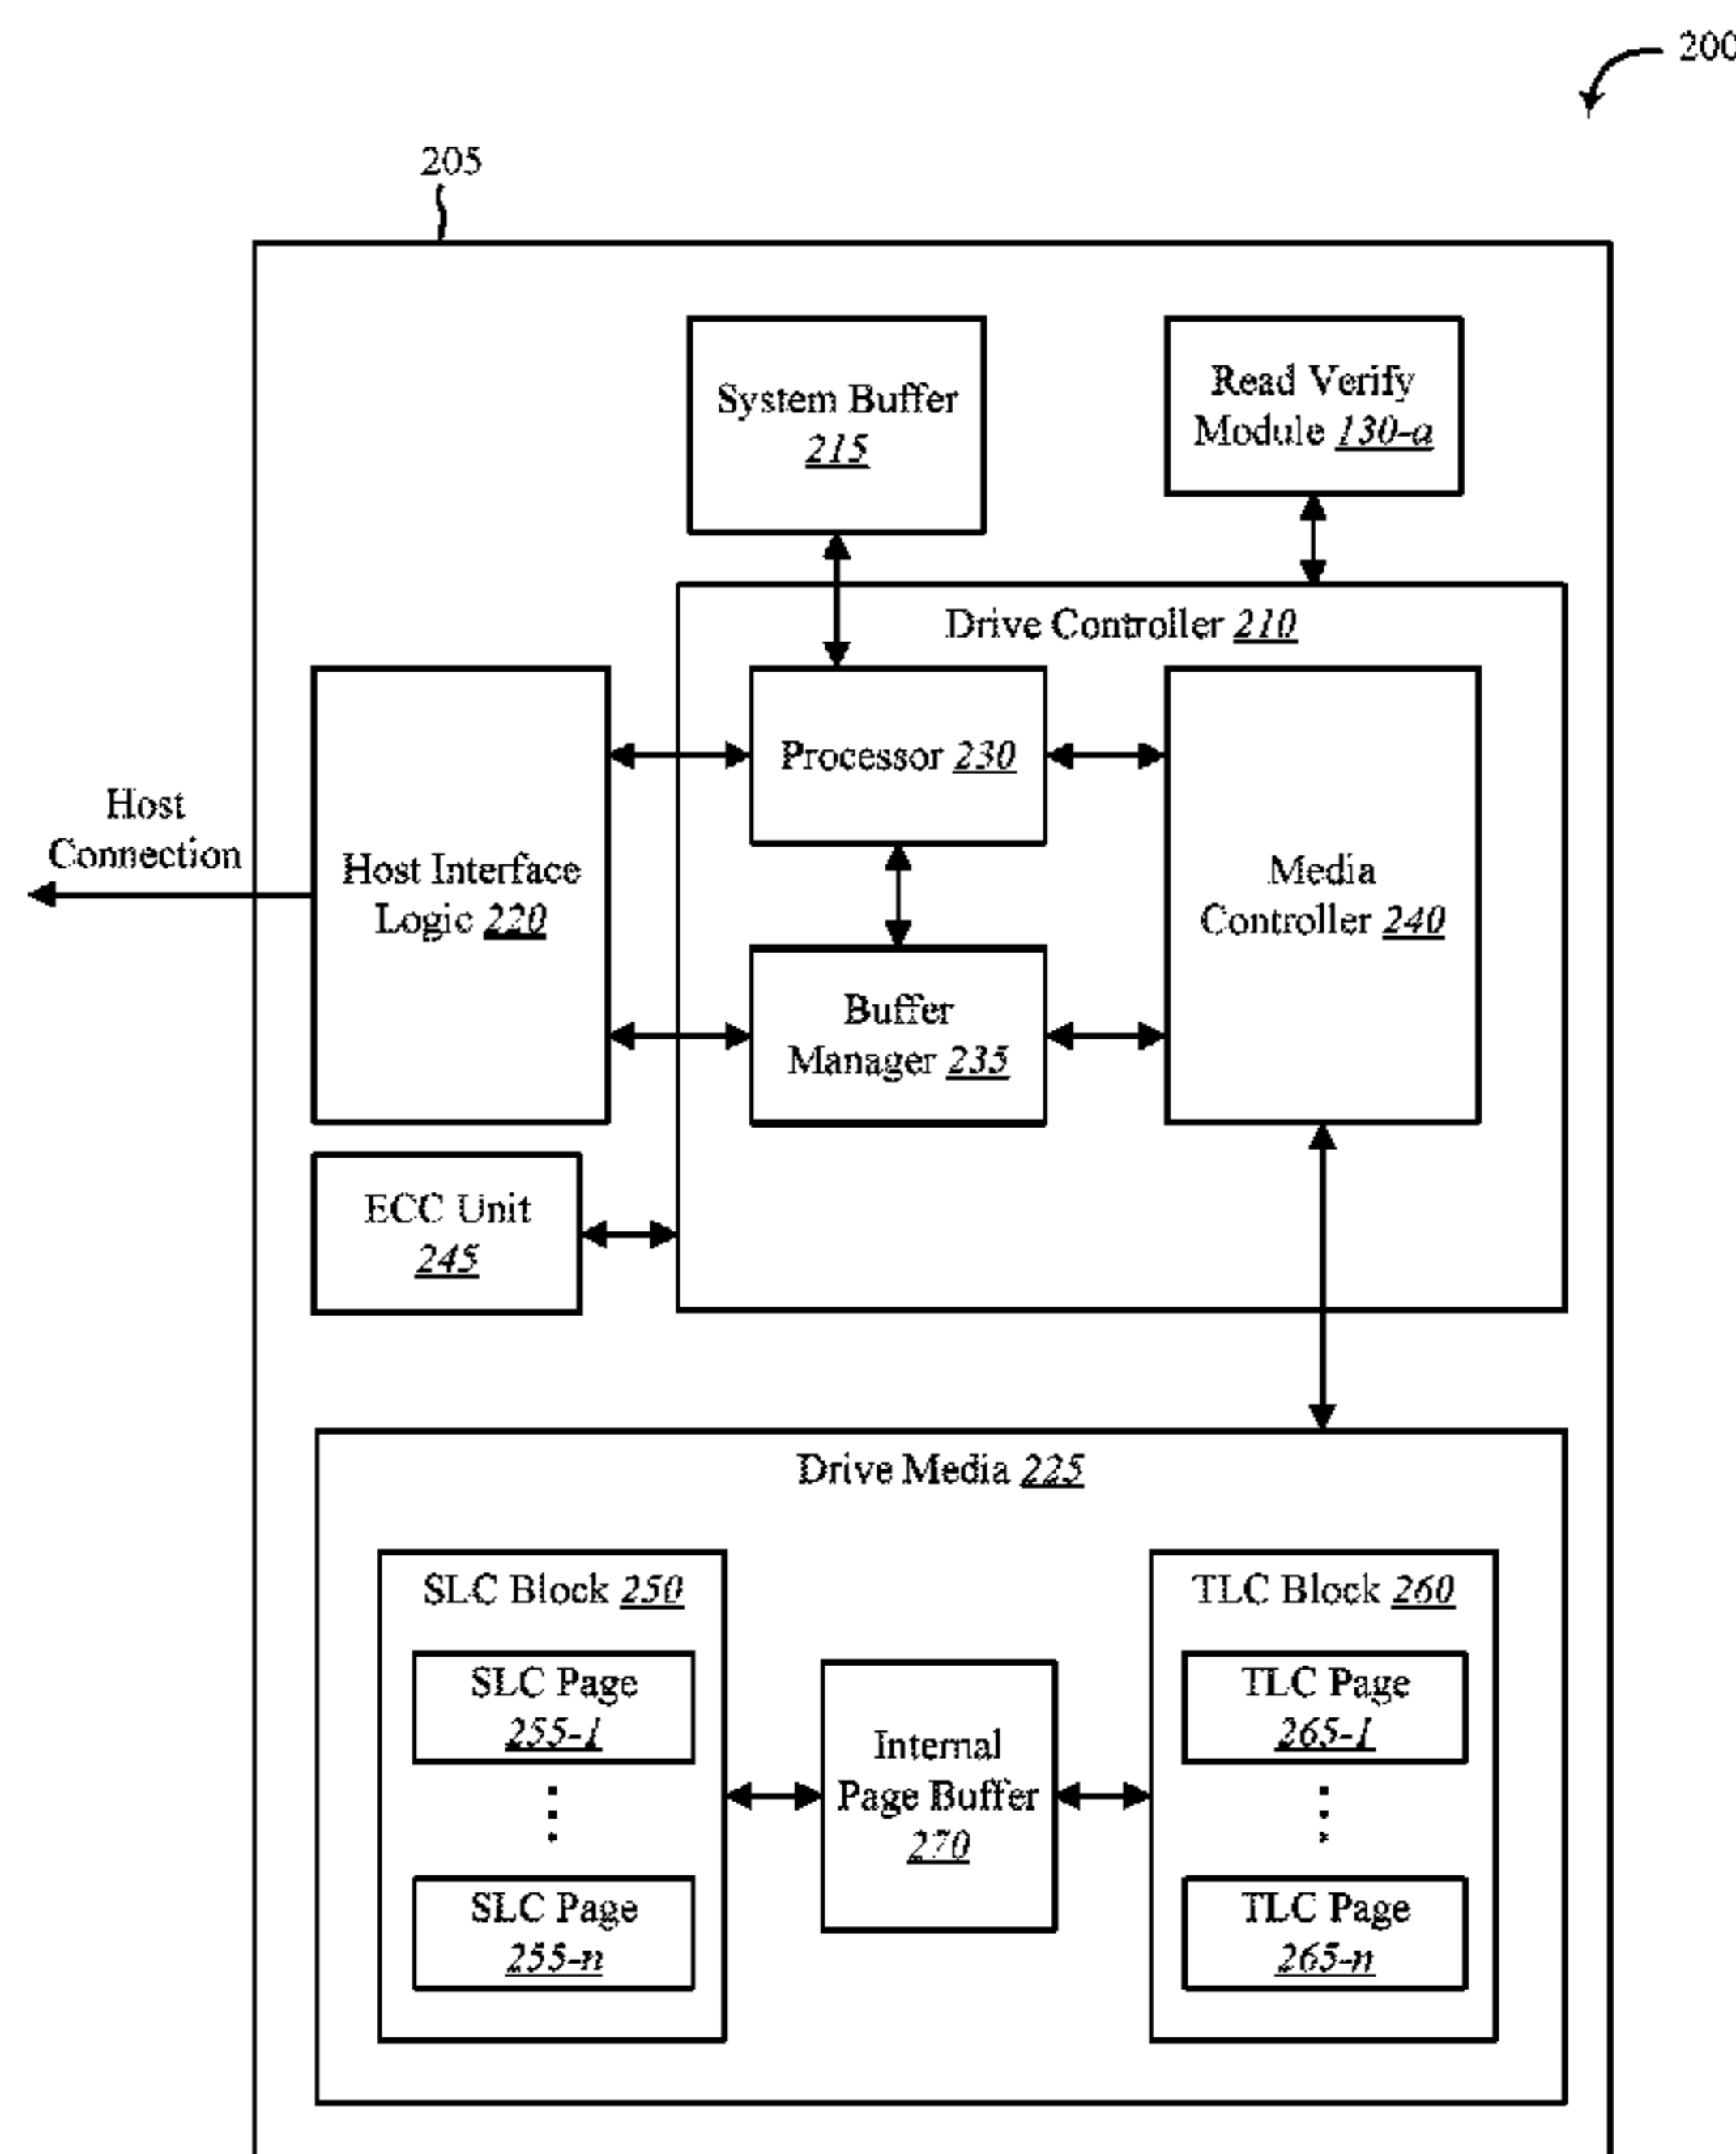 200
205
System Buffer
215
Read Verify
Module 130-a
Drive Controller 210
Host
Connection
Host Interface
Logic 220
Processor 230
Buffer
Manager 235
Media
Controller 240
ECC Unit
245
Drive Media 225
SLC Block 250
SLC Page
255-1
SLC Page
255-n
Internal
Page Buffer
270
TLC Block 260
TLC Page
265-1
TLC Page
265-n